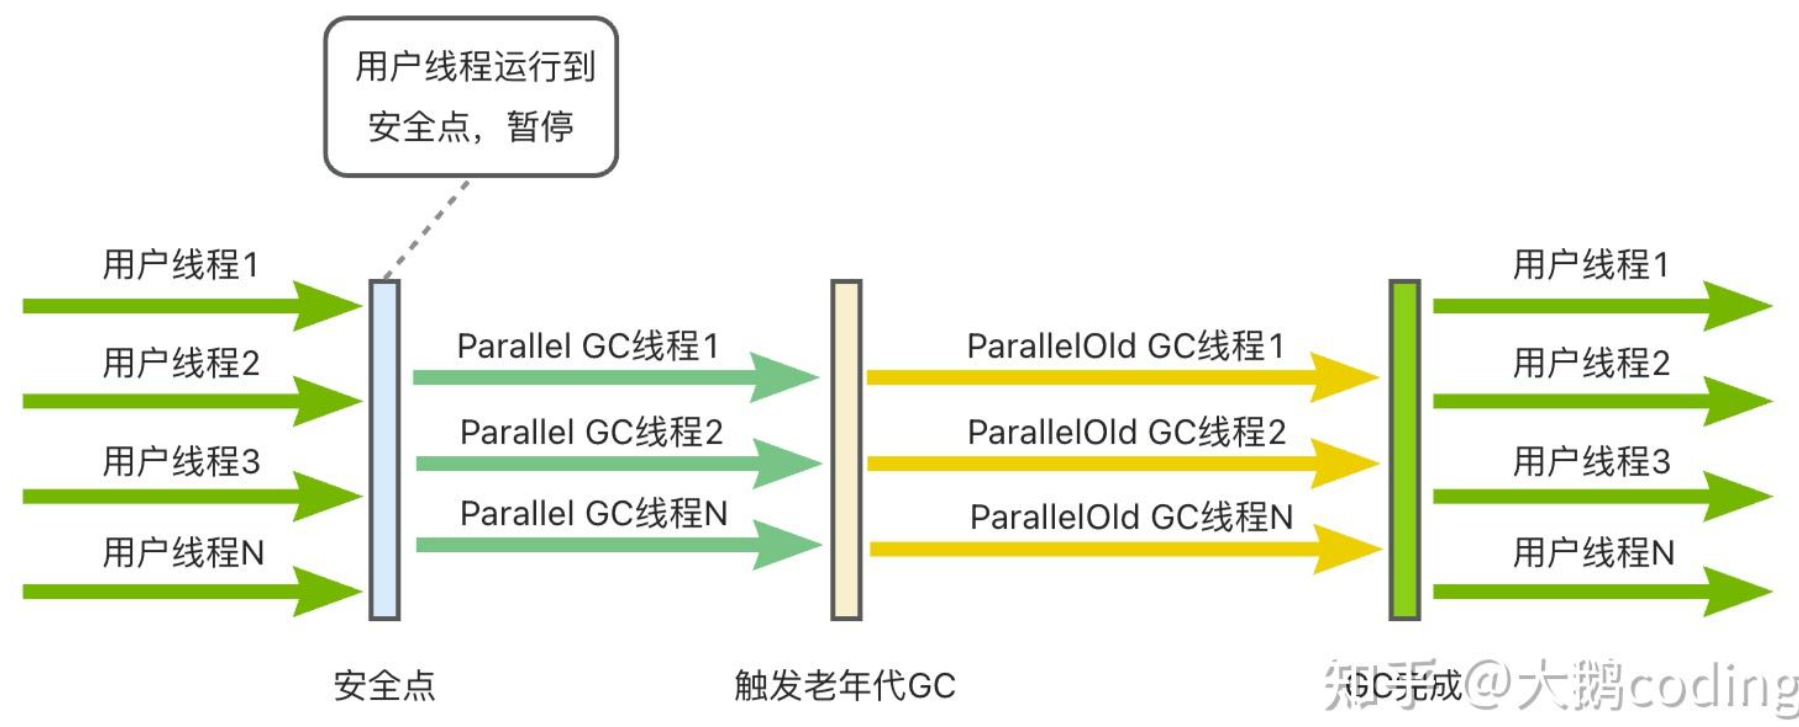 用户线程运行到
安全点，暂停
用户线程1
用户线程2
用户线程3
用户线程N
Parallel GC线程1
Parallel GC线程2
Parallel GC线程N
ParallelOld GC线程1
ParallelOld GC线程2
ParallelOld GC线程N
用户线程1
用户线程2
用户线程3
用户线程N
安全点
触发老年代GC
GC完成
知乎 @大鹅coding